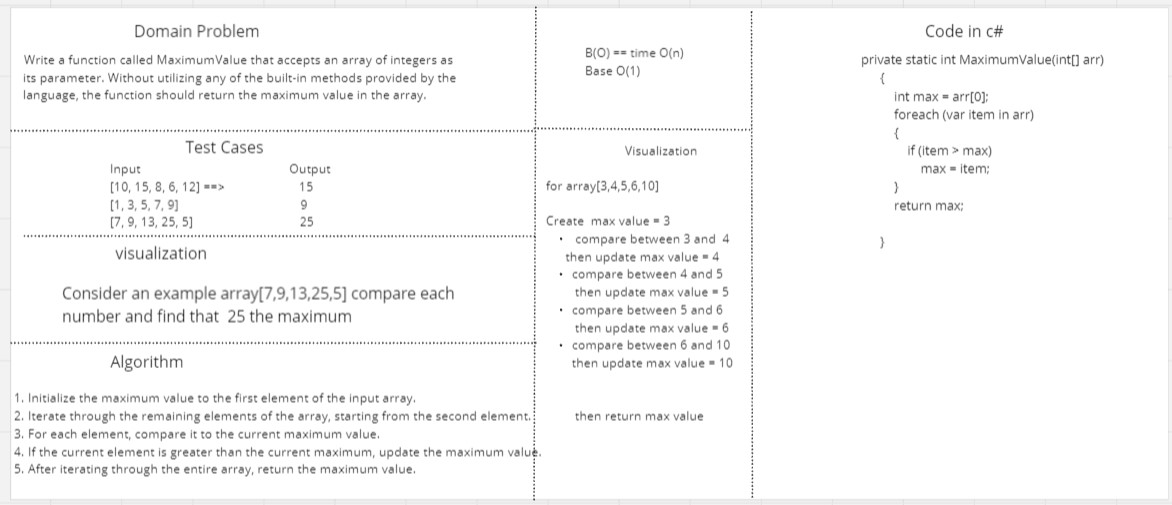 Domain Problem
Write a function called MaximumValue that accepts an array of integers as
its parameter. Without utilizing any of the built-in methods provided by the
language, the function should return the maximum value in the array.
Test Cases
Input Output
[10, 15, 8, 6, 12] ==> 15
[1, 3, 5, 7, 9] 9
[7, 9, 13, 25, 5] 25
visualization
Consider an example array[7,9,13,25,5] compare each
number and find that 25 the maximum
Algorithm
1. Initialize the maximum value to the first element of the input array.
2. Iterate through the remaining elements of the array, starting from the second element.
3. For each element, compare it to the current maximum value.
4. If the current element is greater than the current maximum, update the maximum value.
5. After iterating through the entire array, return the maximum value.
B(O) == time O(n)
Base O(1)
Visualization
for array[3,4,5,6,10]
Create max value = 3
• compare between 3 and 4
then update max value = 4
• compare between 4 and 5
then update max value = 5
• compare between 5 and 6
then update max value = 6
• compare between 6 and 10
then update max value = 10
then return max value
Code in c#
private static int MaximumValue(int[] arr)
{
int max = arr[0];
foreach (var item in arr)
{
if (item > max)
max = item;
}
return max;
}